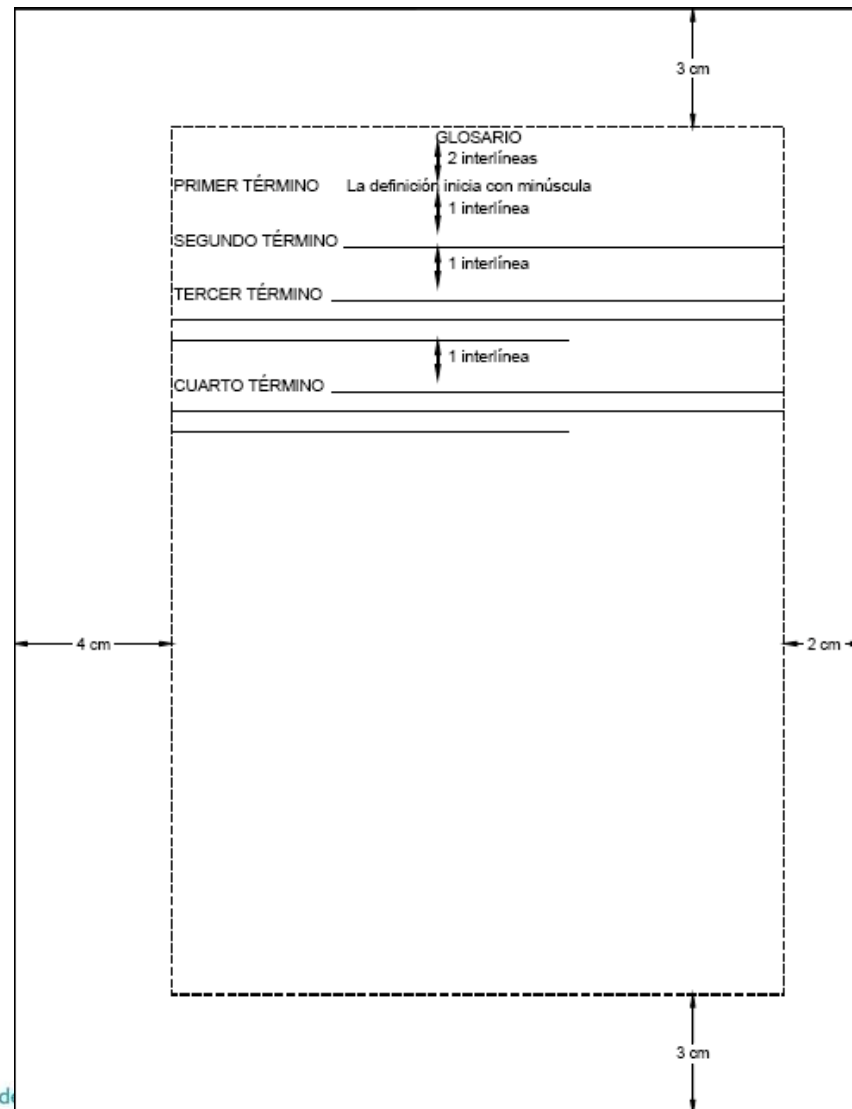 3 cm
GLOSARIO
2 interlíneas
PRIMER TÉRMINO La definición inicia con minúscula
1 interlínea
SEGUNDO TÉRMINO
1 interlínea
TERCER TÉRMINO
1 interlínea
CUARTO TÉRMINO
4 cm
2 cm
3 cm